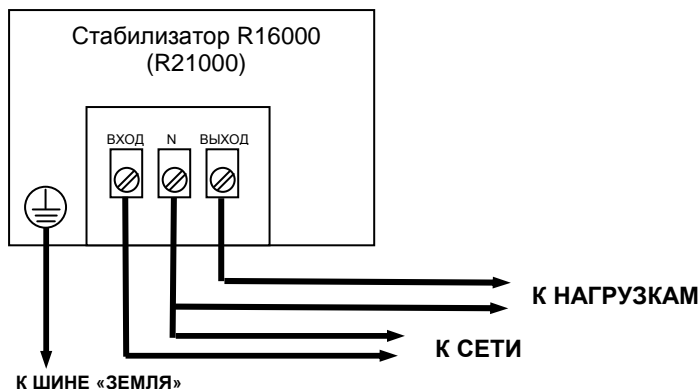 Стабилизатор R16000
(R21000)
ВХОД N ВЫХОД
К НАГРУЗКАМ
К СЕТИ
К ШИНЕ «ЗЕМЛЯ»